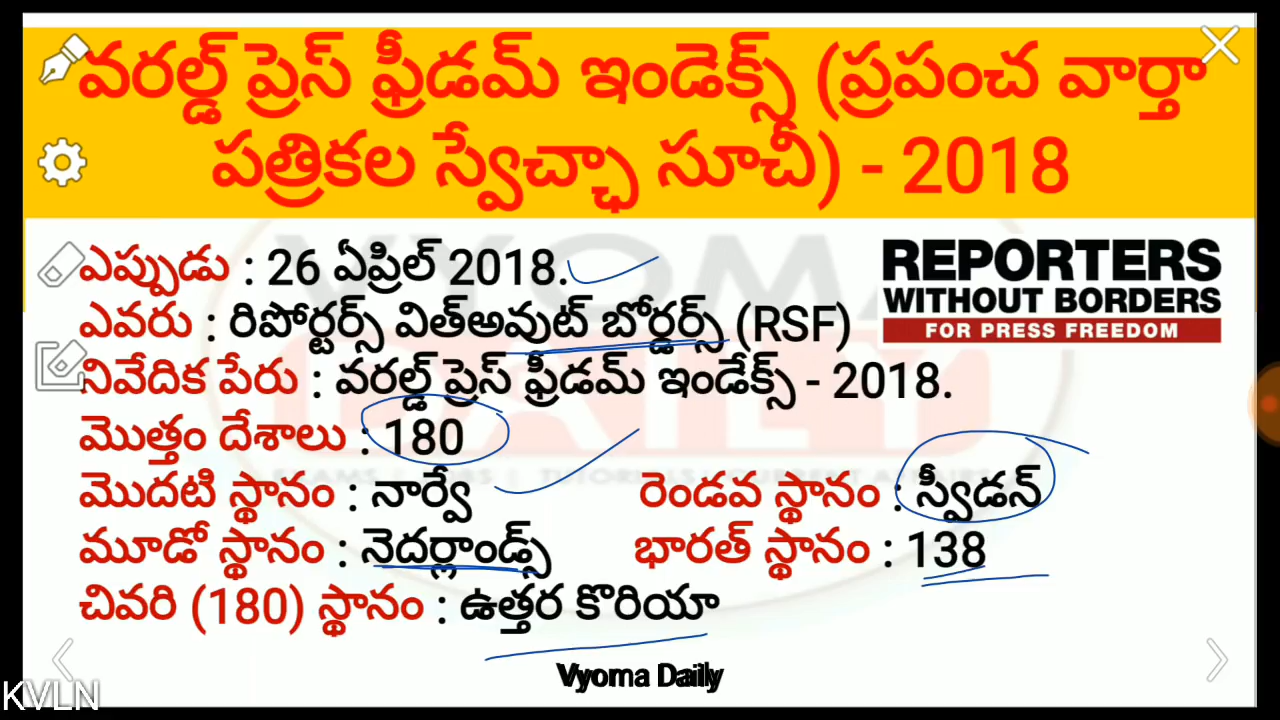 వరల్డ్ ప్రెస్ ఫ్రీడమ్ ఇండెక్స్ (ప్రపంచ వార్తా
పత్రికల స్వేచ్ఛా సూచీ) - 2018
ఎప్పుడు : 26 ఏప్రిల్ 2018.
REPORTERS
WITHOUT BORDERS
FOR PRESS FREEDOM
ఎవరు : రిపోర్టర్స్ విత్అవుట్ బోర్డర్స్ (RSF)
నివేదిక పేరు : వరల్డ్ ప్రెస్ ఫ్రీడమ్ ఇండేక్స్ - 2018.
మొత్తం దేశాలు : 180
మొదటి స్థానం : నార్వే రెండవ స్థానం : స్వీడన్
మూడో స్థానం : నెదర్లాండ్స్ భారత్ స్థానం : 138
చివరి (180) స్థానం : ఉత్తర కొరియా
Vyoma Daily
KVLN